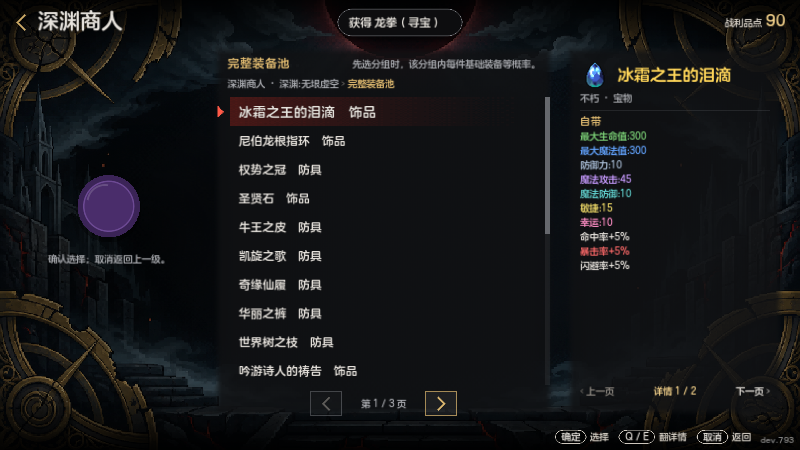 深渊商人
获得 龙拳（寻宝）
战利品点 90
完整装备池
先选分组时，该分组内每件基础装备等概率。
深渊商人 · 深渊:无垠虚空 › 完整装备池
冰霜之王的泪滴 饰品
尼伯龙根指环 饰品
权势之冠 防具
圣贤石 饰品
牛王之皮 防具
凯旋之歌 防具
奇缘仙履 防具
华丽之裤 防具
世界树之枝 防具
吟游诗人的祷告 饰品
第 1 / 3 页
确认选择；取消返回上一级。
冰霜之王的泪滴
不朽 · 宝物
自带
最大生命值:300
最大魔法值:300
防御力:10
魔法攻击:45
魔法防御:10
敏捷:15
幸运:10
命中率+5%
暴击率+5%
闪避率+5%
‹ 上一页 详情 1 / 2 下一页 ›
确定 选择 Q / E 翻详情 取消 返回
dev.793